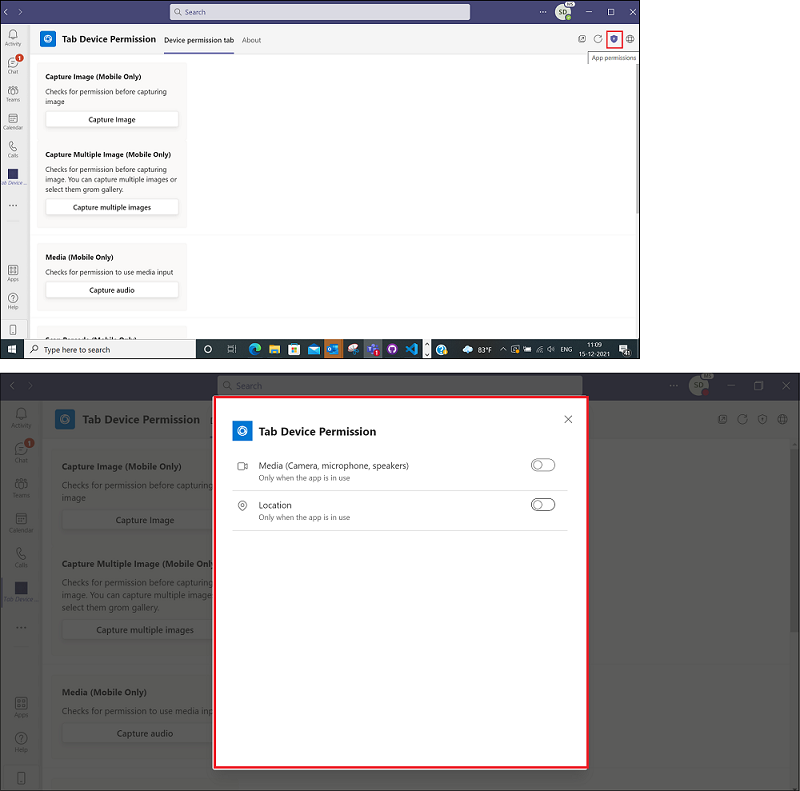 Search
SD
Activity
Tab Device Permission
Device permission tab
About
App permissions
1
Chat
Teams
Calendar
Calls
Capture Image (Mobile Only)
Checks for permission before capturing
image
Capture Image
Capture Multiple Image (Mobile Only)
Checks for permission before capturing
image. You can capture multiple images or
select them grom gallery.
Capture multiple images
Media (Mobile Only)
Checks for permission to use media input
Capture audio
Apps
Help
Type here to search
83°F
ENG
11:09
15-12-2021
Search
SD
Activity
Tab Device Permission
1
Chat
Teams
Calendar
Calls
Tab Device...
Capture Image (Mobile Only)
Checks for permission before capturing
image
Capture Image
Capture Multiple Image (Mobile Onl
Checks for permission before capturing
image. You can capture multiple image
select them grom gallery.
Capture multiple images
Media (Mobile Only)
Checks for permission to use media inp
Capture audio
Apps
Help
Tab Device Permission
Media (Camera, microphone, speakers)
Only when the app is in use
Location
Only when the app is in use